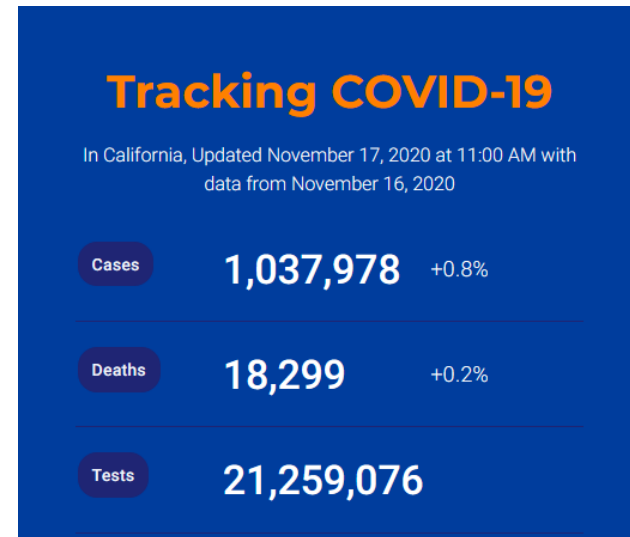 Tracking COVID-19
In California, Updated November 17, 2020 at 11:00 AM with
data from November 16, 2020
Cases 1,037,978 +0.8%
Deaths 18,299 +0.2%
Tests 21,259,076